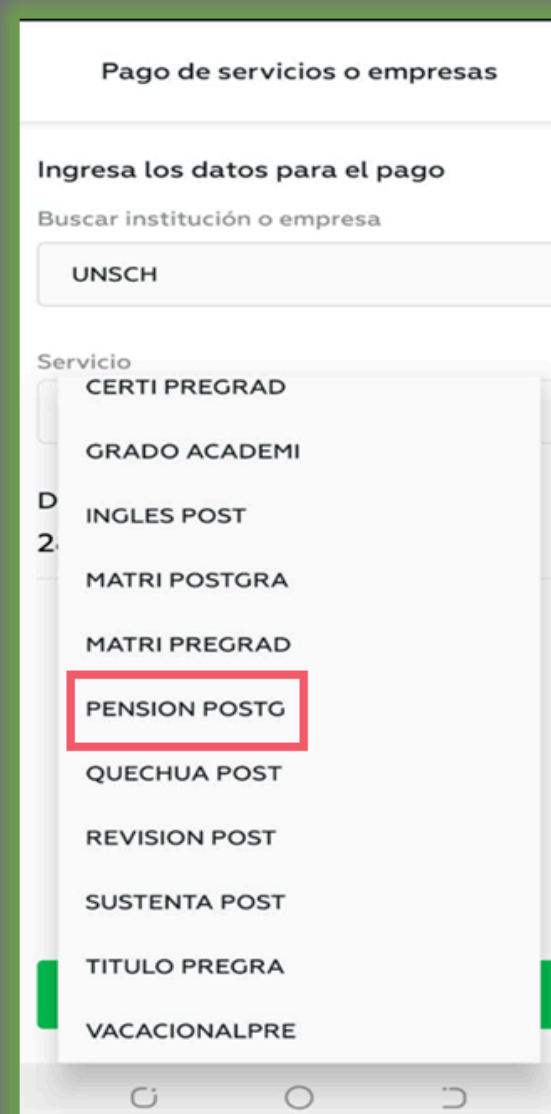 Pago de servicios o empresas
Ingresa los datos para el pago
Buscar institución o empresa
UNSCH
Servicio
CERTI PREGRAD
GRADO ACADEMI
INGLES POST
MATRI POSTGRA
MATRI PREGRAD
PENSION POSTG
QUECHUA POST
REVISION POST
SUSTENTA POST
TITULO PREGRA
VACACIONALPRE